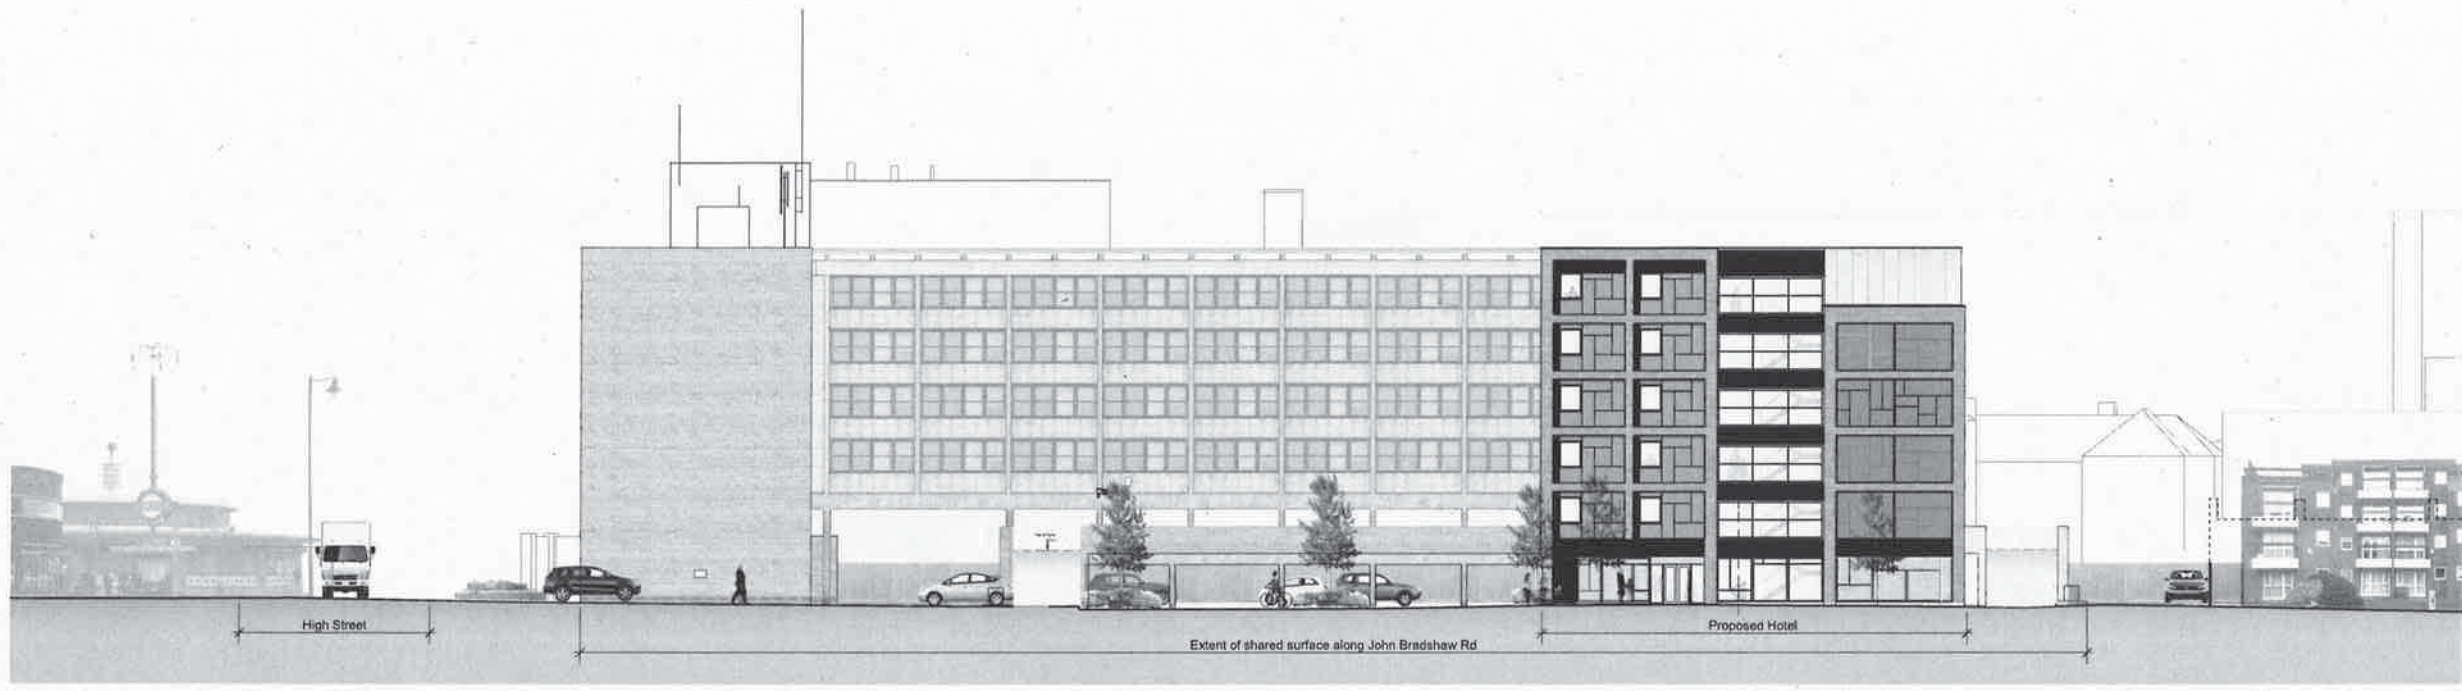 High Street
Proposed Hotel
Extent of shared surface along John Bradshaw Rd